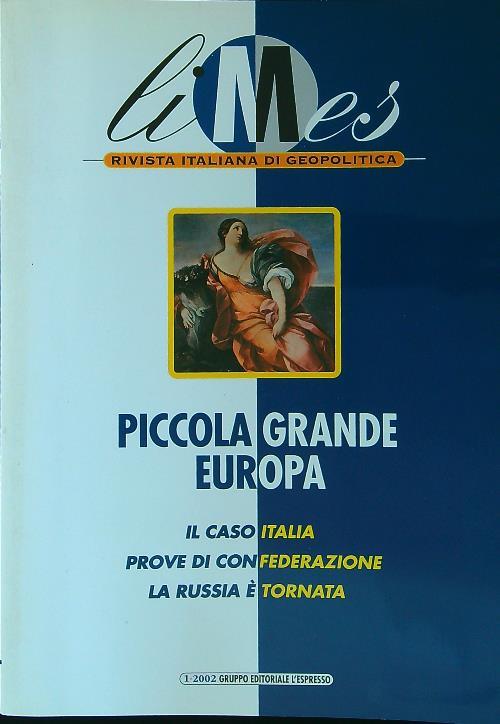 liMes
RIVISTA ITALIANA DI GEOPOLITICA
PICCOLA GRANDE
EUROPA
IL CASO ITALIA
PROVE DI CONFEDERAZIONE
LA RUSSIA È TORNATA
1-2002 GRUPPO EDITORIALE L'ESPRESSO